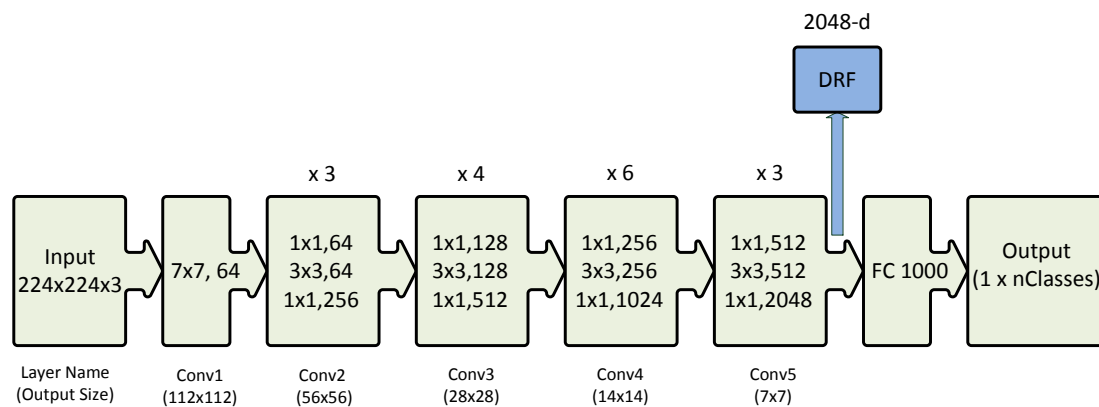 2048-d
DRF
x 3
x 4
x 6
x 3
Input
224x224x3
7x7, 64
1x1,64
3x3,64
1x1,256
1x1,128
3x3,128
1x1,512
1x1,256
3x3,256
1x1,1024
1x1,512
3x3,512
1x1,2048
FC 1000
Output
(1 x nClasses)
Layer Name
(Output Size)
Conv1
(112x112)
Conv2
(56x56)
Conv3
(28x28)
Conv4
(14x14)
Conv5
(7x7)